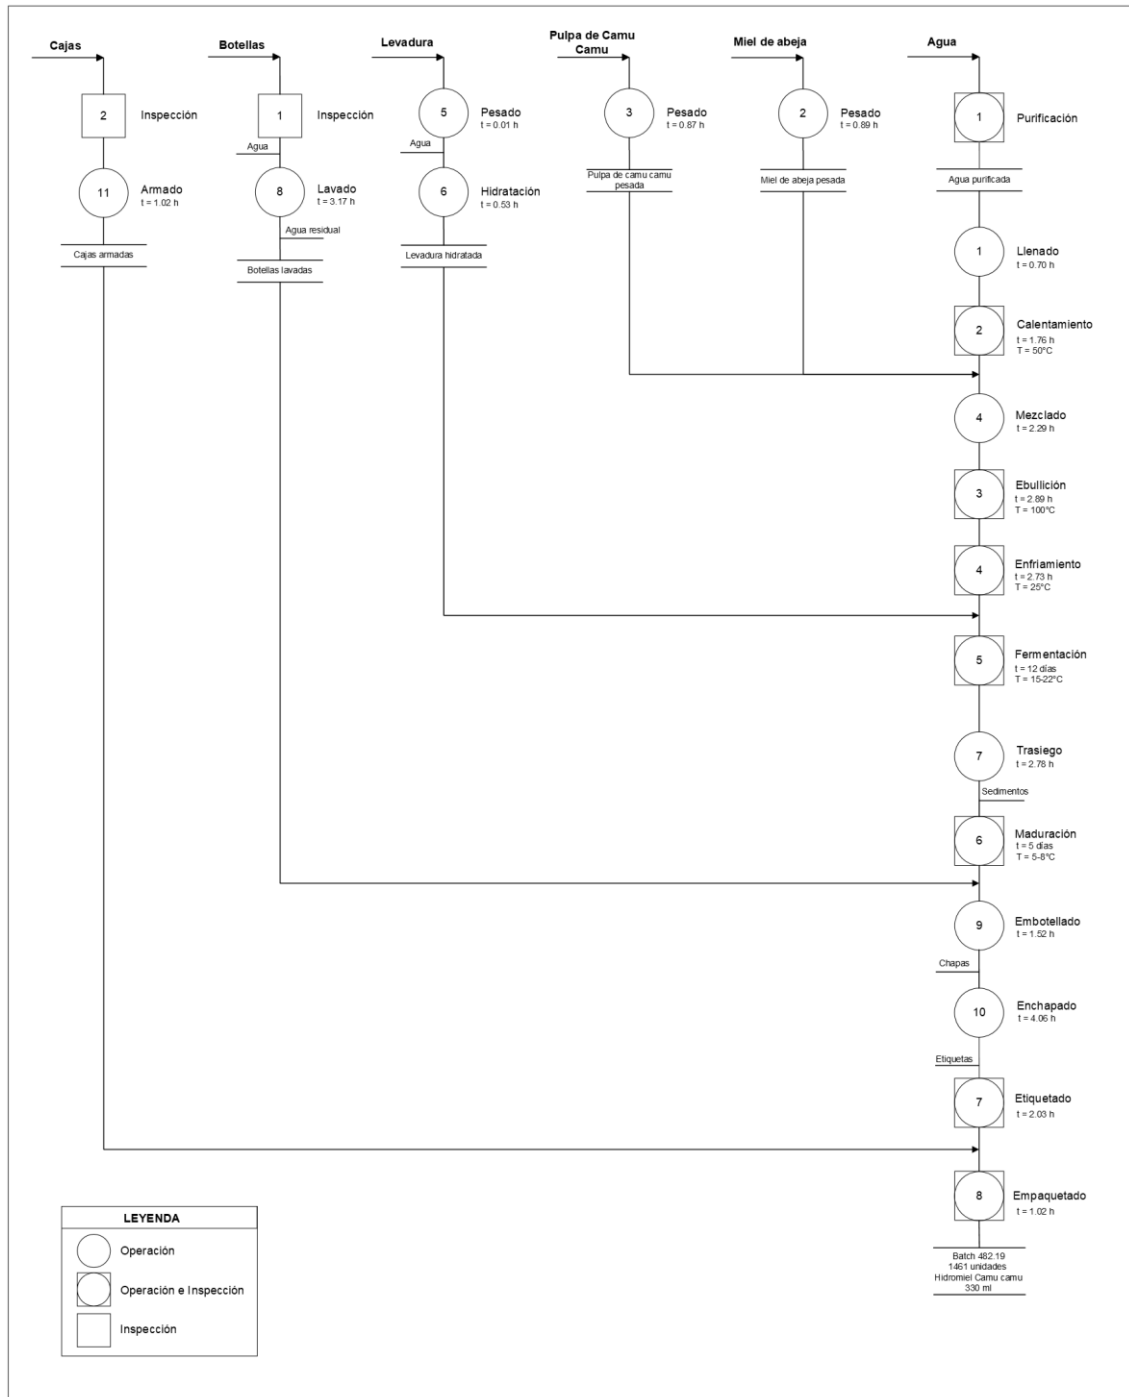 Cajas
2
Inspección
11
Armado
t = 1.02 h
Cajas armadas
Botellas
1
Inspección
Agua
8
Lavado
t = 3.17 h
Agua residual
Botellas lavadas
Levadura
5
Pesado
t = 0.01 h
Agua
6
Hidratación
t = 0.53 h
Levadura hidratada
Pulpa de Camu
Camu
3
Pesado
t = 0.87 h
Pulpa de camu camu
pesada
Miel de abeja
2
Pesado
t = 0.89 h
Miel de abeja pesada
Agua
1
Purificación
Agua purificada
1
Llenado
t = 0.70 h
2
Calentamiento
t = 1.76 h
T = 50°C
4
Mezclado
t = 2.29 h
3
Ebullición
t = 2.89 h
T = 100°C
4
Enfriamiento
t = 2.73 h
T = 25°C
5
Fermentación
t = 12 días
T = 15-22°C
7
Trasiego
t = 2.78 h
Sedimentos
6
Maduración
t = 5 días
T = 5-8°C
9
Embotellado
t = 1.52 h
Chapas
10
Enchapado
t = 4.06 h
Etiquetas
7
Etiquetado
t = 2.03 h
8
Empaquetado
t = 1.02 h
Batch 482.19
1461 unidades
Hidromiel Camu camu
330 ml
LEYENDA
Operación
Operación e Inspección
Inspección